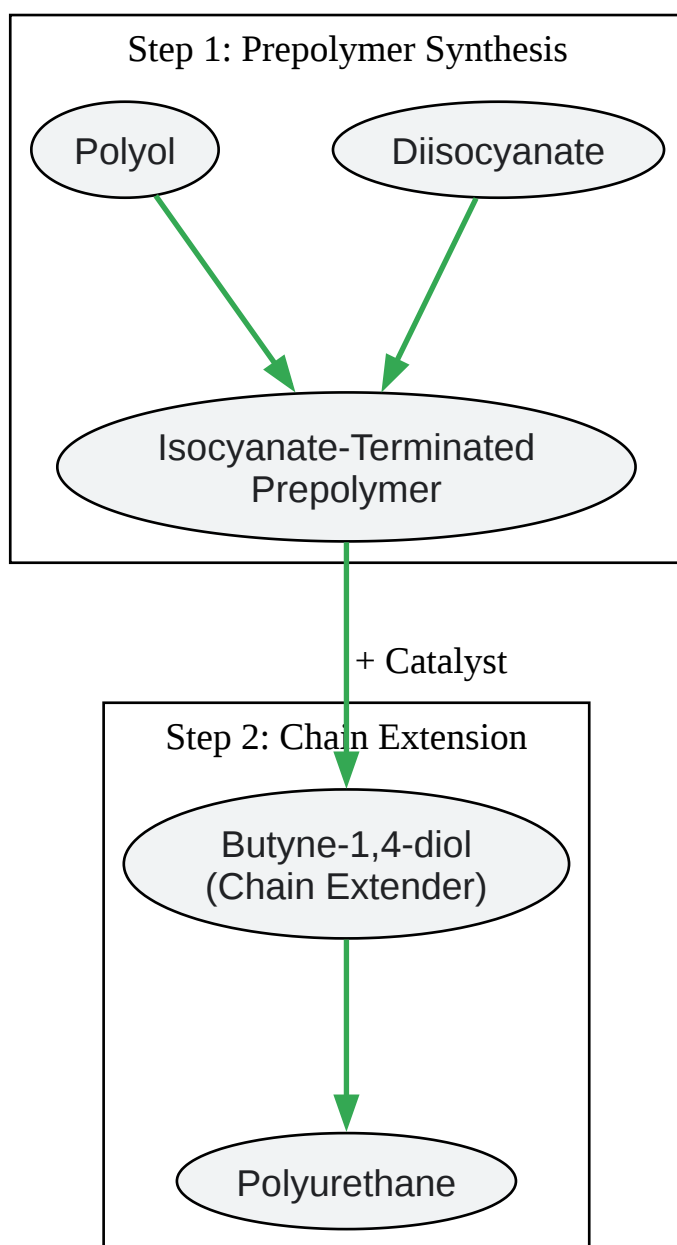 Step 1: Prepolymer Synthesis
Polyol
Diisocyanate
Isocyanate-Terminated
Prepolymer
+ Catalyst
Step 2: Chain Extension
Butyne-1,4-diol
(Chain Extender)
Polyurethane